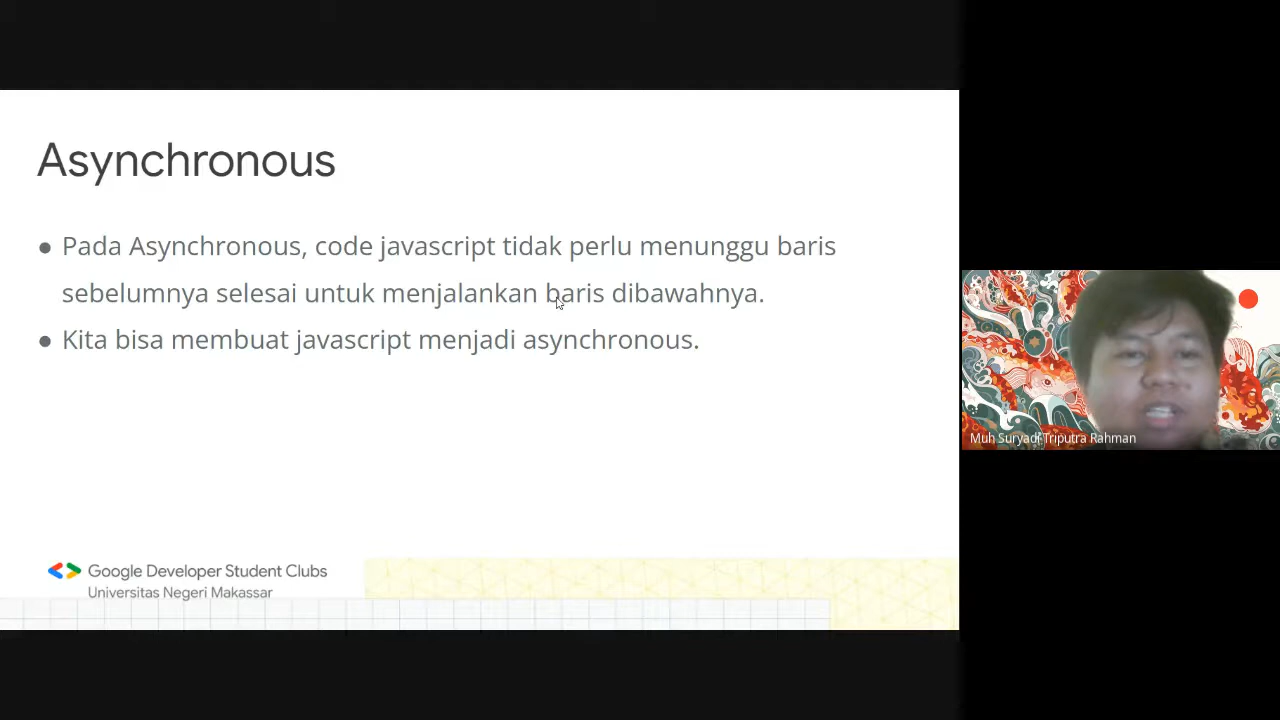 Asynchronous
● Pada Asynchronous, code javascript tidak perlu menunggu baris
sebelumnya selesai untuk menjalankan baris dibawahnya.
● Kita bisa membuat javascript menjadi asynchronous.
Google Developer Student Clubs
Universitas Negeri Makassar
Muh Suryadi Triputra Rahman